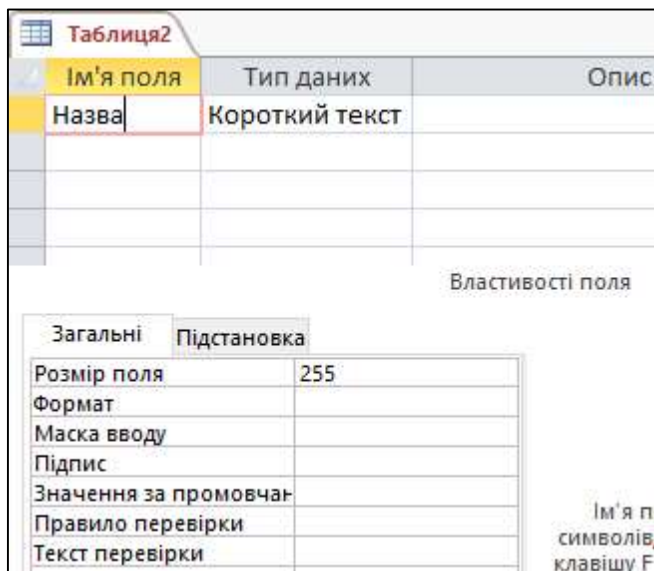 Таблиця2
Ім'я поля Тип даних Опис
Назва Короткий текст
Властивості поля
Загальні Підстановка
Розмір поля 255
Формат
Маска вводу
Підпис
Значення за промовчан
Правило перевірки
Текст перевірки
Ім'я п
символів
клавішу F